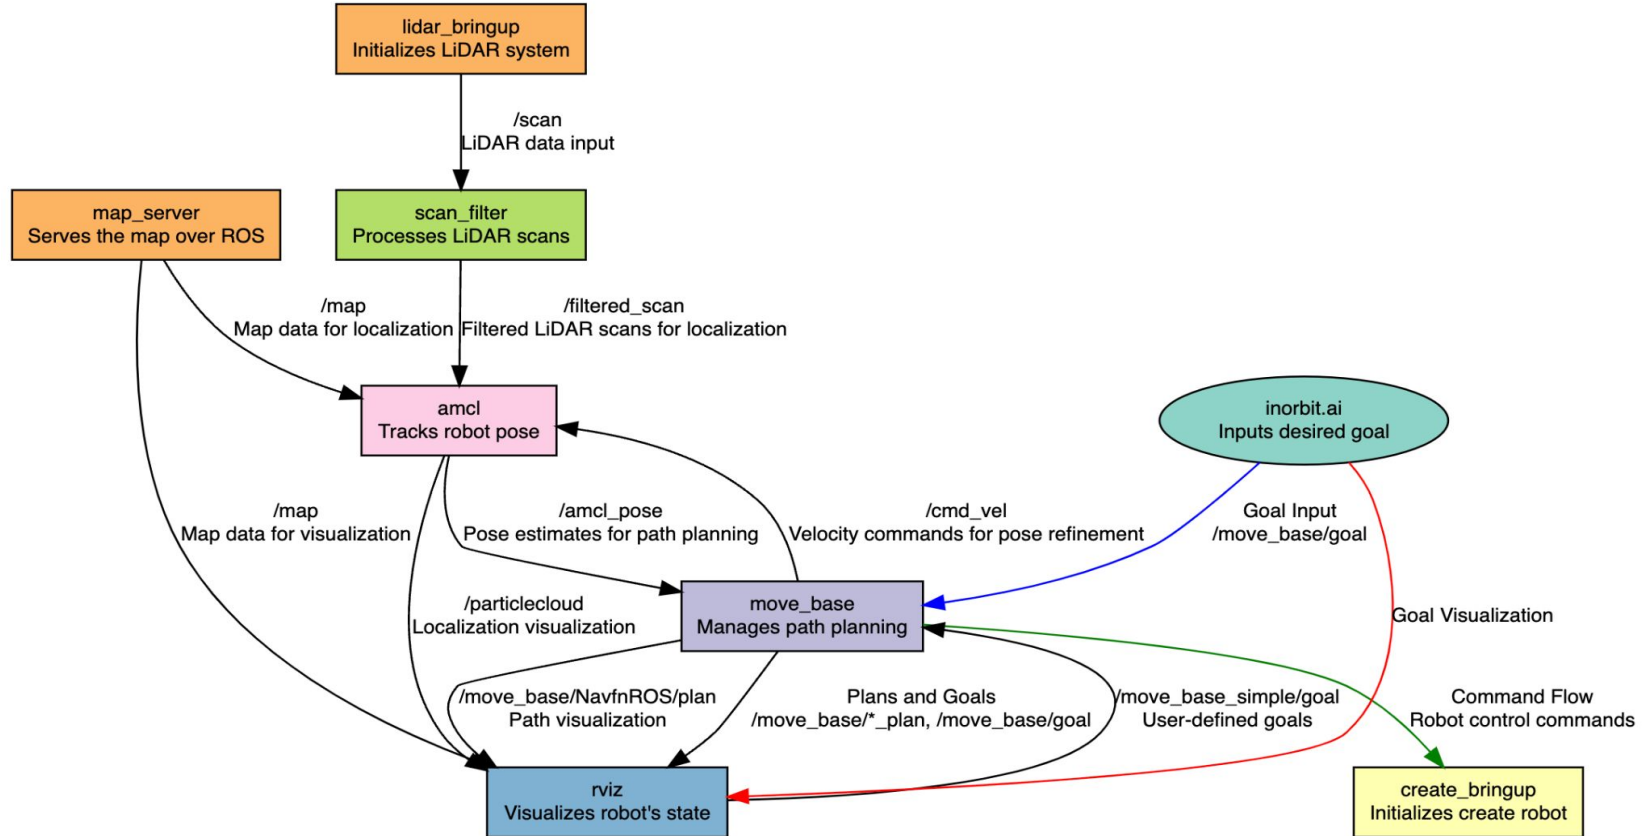 lidar_bringup
Initializes LiDAR system
/scan
LiDAR data input
map_server
Serves the map over ROS
scan_filter
Processes LiDAR scans
/map
Map data for localization
/filtered_scan
Filtered LiDAR scans for localization
amcl
Tracks robot pose
inorbit.ai
Inputs desired goal
/map
Map data for visualization
/amcl_pose
Pose estimates for path planning
/cmd_vel
Velocity commands for pose refinement
Goal Input
/move_base/goal
/particlecloud
Localization visualization
move_base
Manages path planning
Goal Visualization
/move_base/NavfnROS/plan
Path visualization
Plans and Goals
/move_base/*_plan, /move_base/goal
/move_base_simple/goal
User-defined goals
Command Flow
Robot control commands
rviz
Visualizes robot's state
create_bringup
Initializes create robot